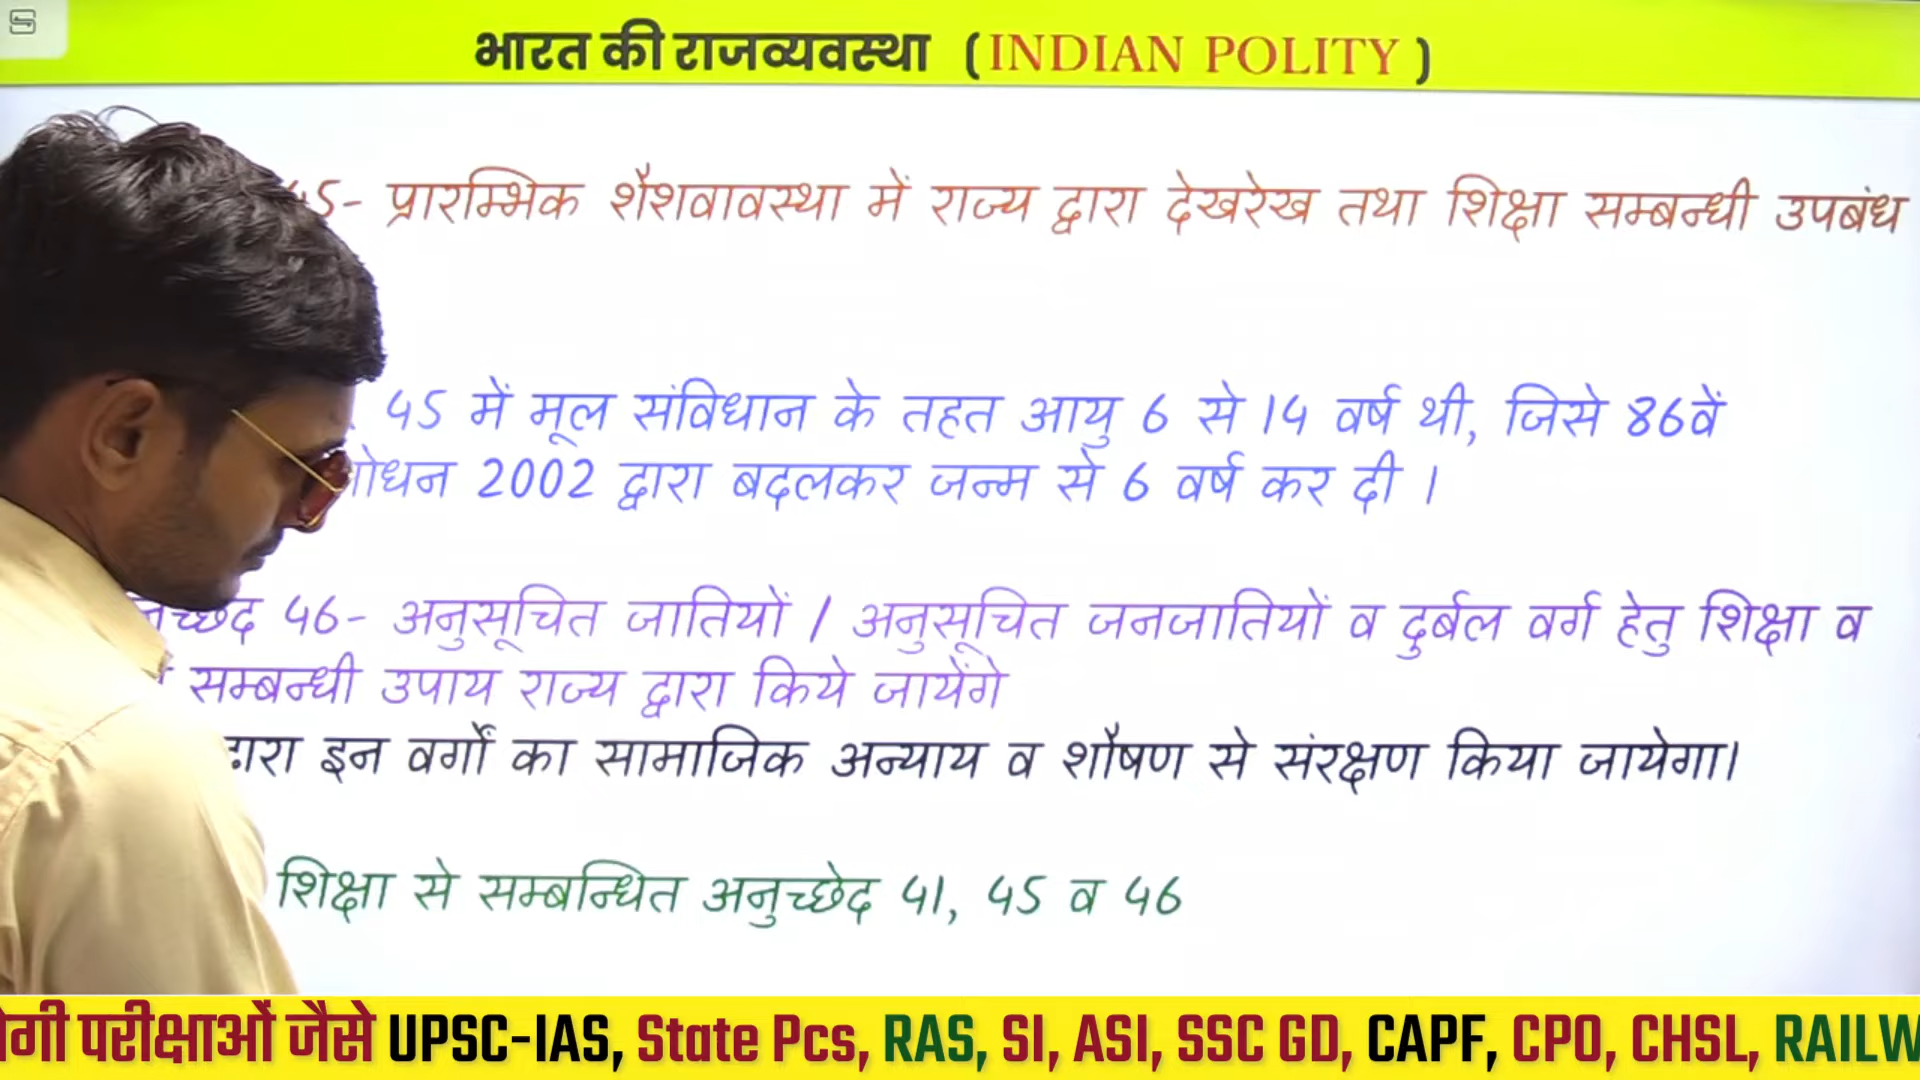 भारत की राजव्यवस्था ( INDIAN POLITY )
45- प्रारम्भिक शैशवावस्था में राज्य द्वारा देखरेख तथा शिक्षा सम्बन्धी उपबंध
45 में मूल संविधान के तहत आयु 6 से 14 वर्ष थी, जिसे 86वें
2002 द्वारा बदलकर जन्म से 6 वर्ष कर दी ।
46- अनुसूचित जातियों / अनुसूचित जनजातियों व दुर्बल वर्ग हेतु शिक्षा व
सम्बन्धी उपाय राज्य द्वारा किये जायेंगे
इन वर्गों का सामाजिक अन्याय व शौषण से संरक्षण किया जायेगा।
शिक्षा से सम्बन्धित अनुच्छेद 41, 45 व 46
परीक्षाओं जैसे UPSC-IAS, State Pcs, RAS, SI, ASI, SSC GD, CAPF, CPO, CHSL,